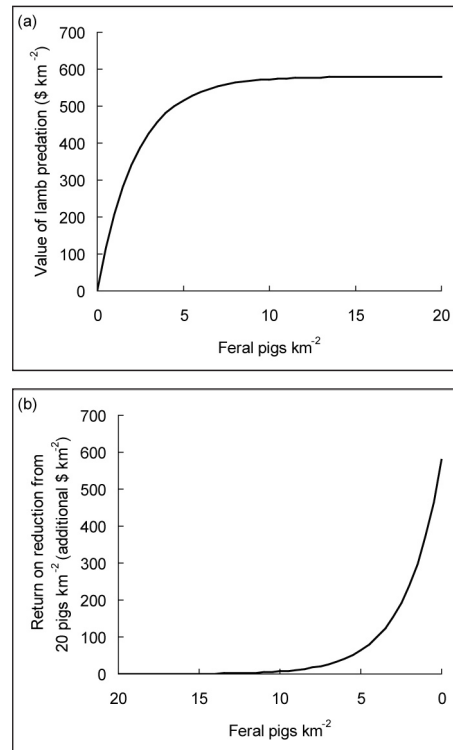 (a)
Value of lamb predation ($ km⁻²)
700
600
500
400
300
200
100
0
0 5 10 15 20
Feral pigs km⁻²
(b)
Return on reduction from
20 pigs km⁻² (additional $ km⁻²)
700
600
500
400
300
200
100
0
20 15 10 5 0
Feral pigs km⁻²